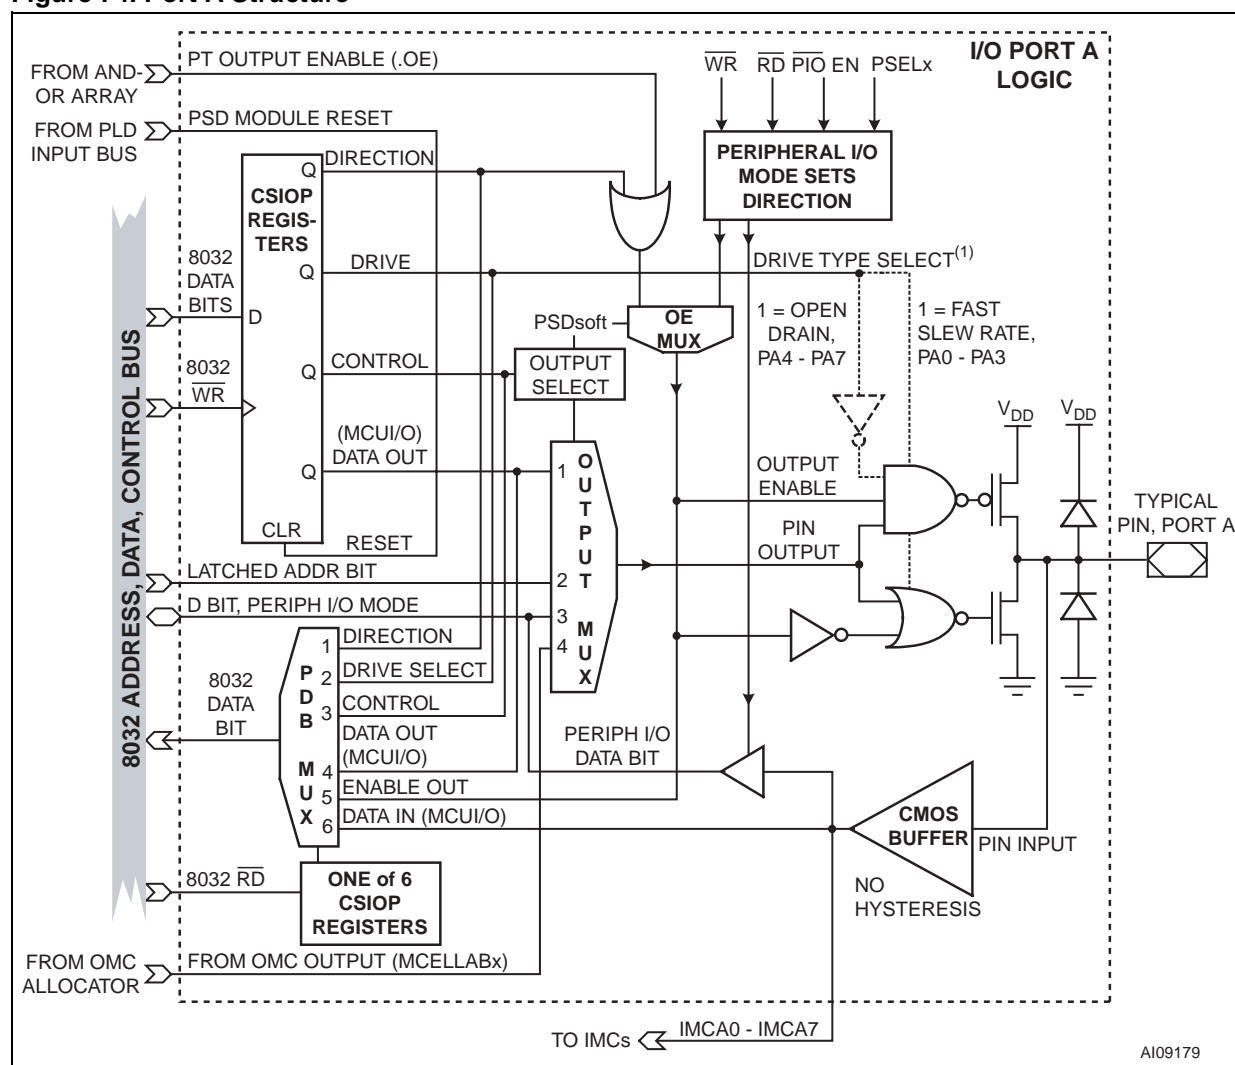 Figure 74. Port A Structure
I/O PORT A
LOGIC
FROM AND-
OR ARRAY
PT OUTPUT ENABLE (.OE)
WR
RD
PIO EN
PSELx
FROM PLD
INPUT BUS
PSD MODULE RESET
PERIPHERAL I/O
MODE SETS
DIRECTION
Q
DIRECTION
CSIOP
REGIS-
TERS
8032 ADDRESS, DATA, CONTROL BUS
8032
DATA
BITS
D
Q
DRIVE
DRIVE TYPE SELECT(1)
1 = OPEN
DRAIN,
PA4 - PA7
1 = FAST
SLEW RATE,
PA0 - PA3
PSDsoft
OE
MUX
OUTPUT
SELECT
8032
WR
Q
CONTROL
(MCUI/O)
DATA OUT
Q
CLR
RESET
VDD
VDD
OUTPUT
ENABLE
PIN
OUTPUT
TYPICAL
PIN, PORT A
OUTPUT MUX
1
2
3
4
LATCHED ADDR BIT
D BIT, PERIPH I/O MODE
PDB MUX
1
DIRECTION
2
DRIVE SELECT
3
CONTROL
DATA OUT
(MCUI/O)
4
5
ENABLE OUT
6
DATA IN (MCUI/O)
8032
DATA
BIT
PERIPH I/O
DATA BIT
CMOS
BUFFER
PIN INPUT
NO
HYSTERESIS
8032 RD
ONE of 6
CSIOP
REGISTERS
FROM OMC
ALLOCATOR
FROM OMC OUTPUT (MCELLABx)
TO IMCs
IMCA0 - IMCA7
AI09179